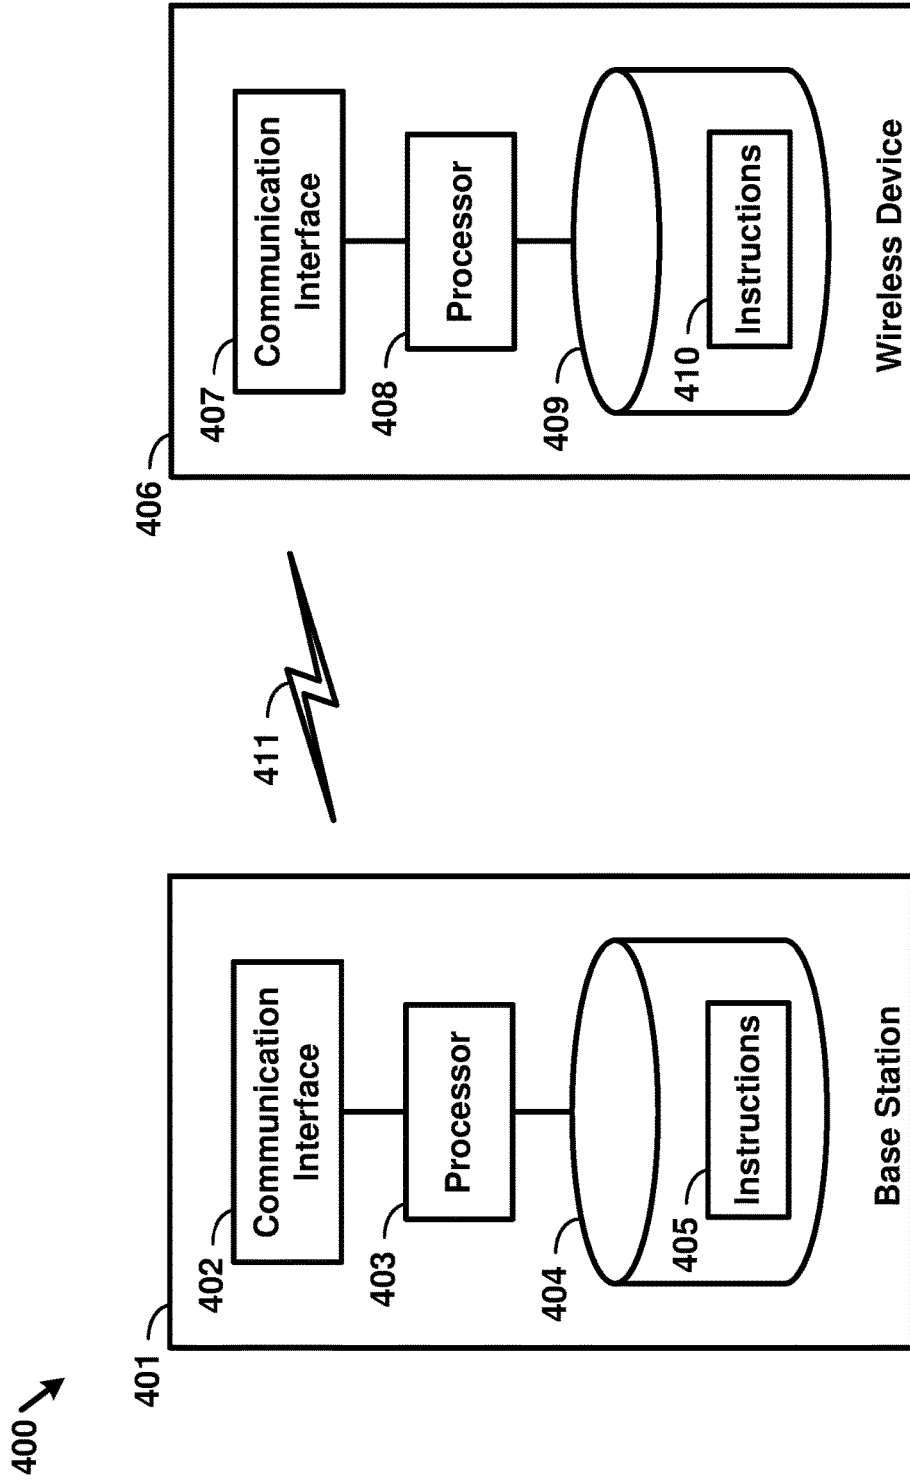 400
401
402
Communication
Interface
403
Processor
404
405
Instructions
Base Station
411
406
407
Communication
Interface
408
Processor
409
410
Instructions
Wireless Device